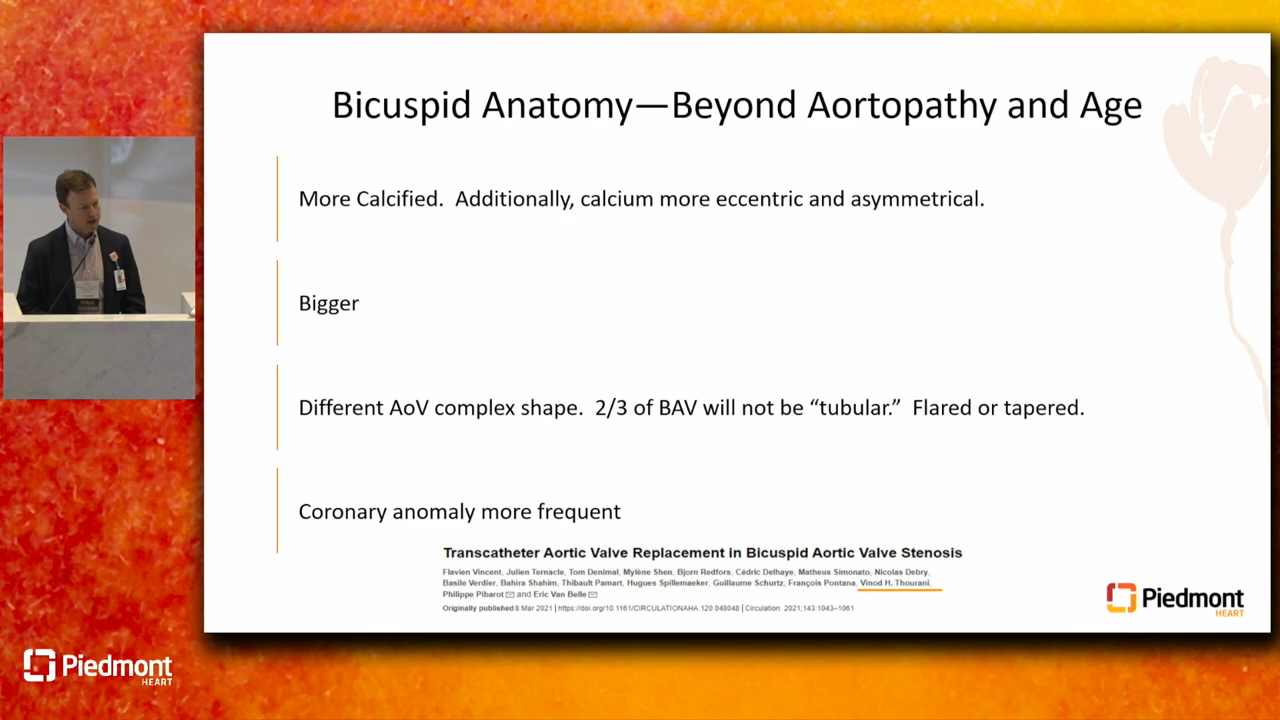 Bicuspid Anatomy—Beyond Aortopathy and Age
More Calcified. Additionally, calcium more eccentric and asymmetrical.
Bigger
Different AoV complex shape. 2/3 of BAV will not be “tubular.” Flared or tapered.
Coronary anomaly more frequent
Transcatheter Aortic Valve Replacement in Bicuspid Aortic Valve Stenosis
Flavien Vincent, Julien Ternacle, Tom Denimal, Mylène Shen, Bjorn Redfors, Cédric Delhaye, Matheus Simonato, Nicolas Debry,
Basile Verdier, Bahira Shahim, Thibault Pamart, Hugues Spillemaeker, Guillaume Schurtz, François Pontana, Vinod H. Thourani,
Philippe Pibarot and Eric Van Belle
Originally published 8 Mar 2021 | https://doi.org/10.1161/CIRCULATIONAHA.120.048048 | Circulation. 2021;143:1043–1061
Piedmont
HEART
Piedmont
HEART